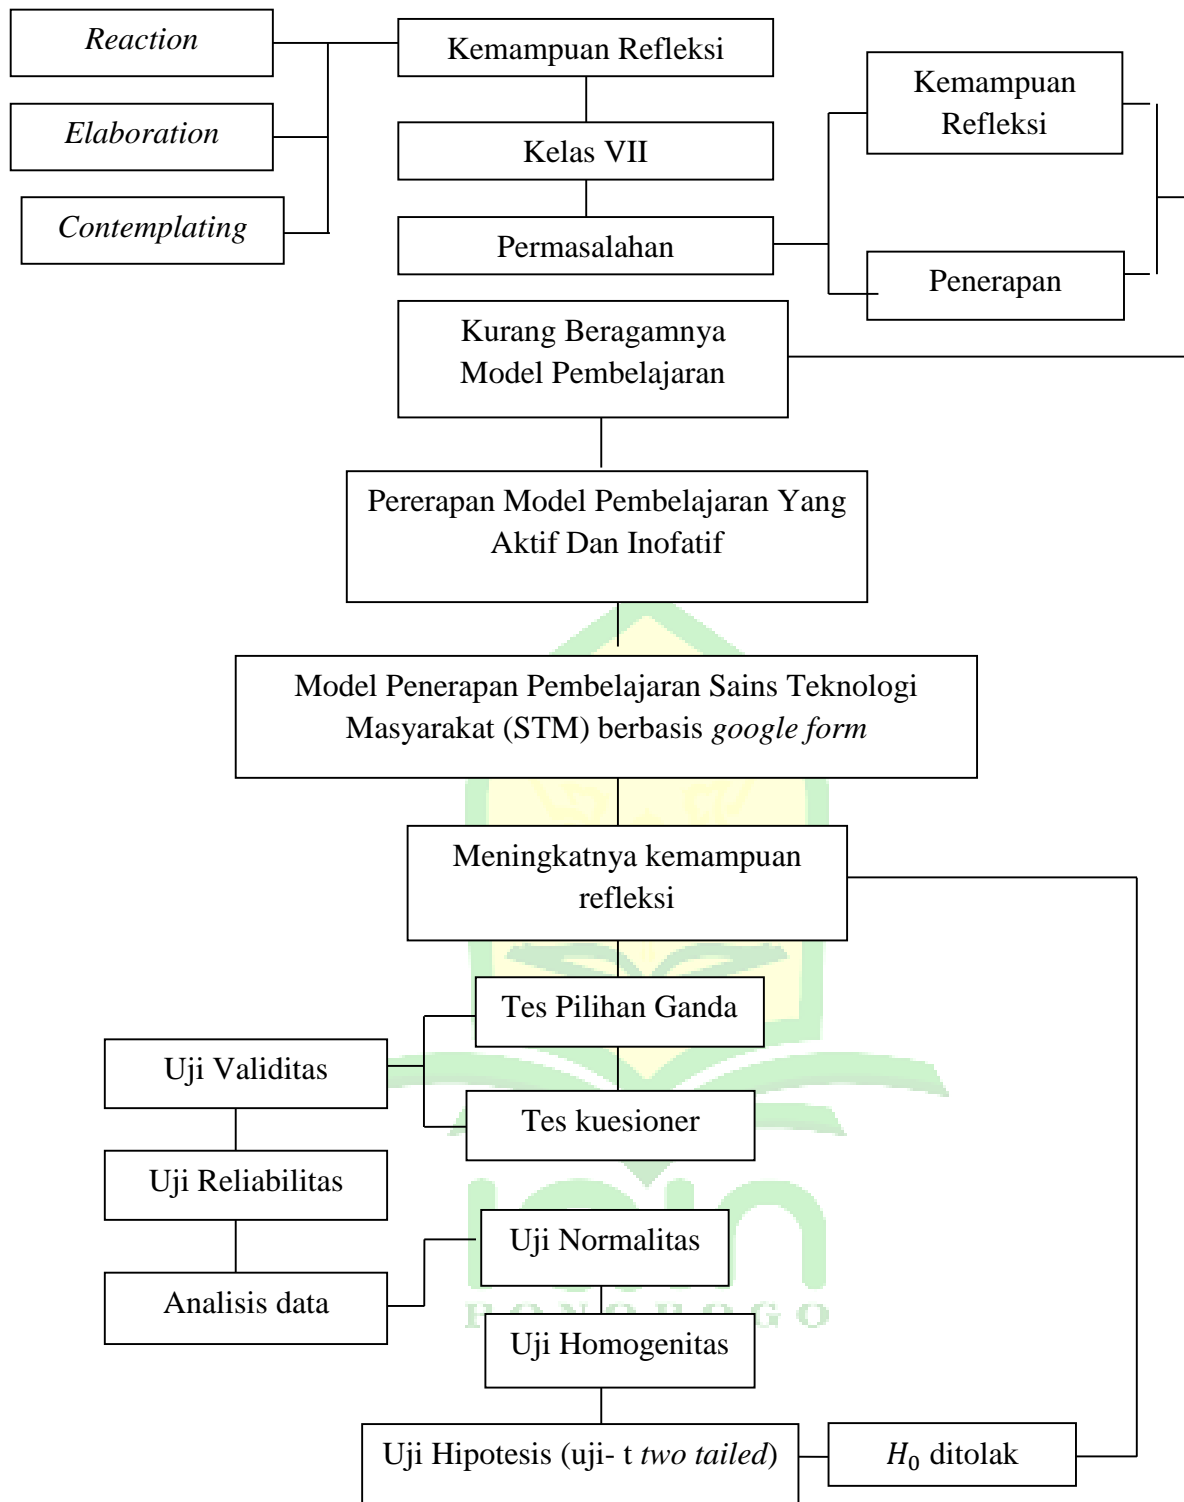 Reaction
Kemampuan Refleksi
Kemampuan
Refleksi
Elaboration
Kelas VII
Contemplating
Permasalahan
Penerapan
Kurang Beragamnya
Model Pembelajaran
Pererapan Model Pembelajaran Yang
Aktif Dan Inofatif
Model Penerapan Pembelajaran Sains Teknologi
Masyarakat (STM) berbasis google form
Meningkatnya kemampuan
refleksi
Tes Pilihan Ganda
Uji Validitas
Tes kuesioner
Uji Reliabilitas
Uji Normalitas
Analisis data
Uji Homogenitas
Uji Hipotesis (uji- t two tailed)
H₀ ditolak
iain
PONOROGO